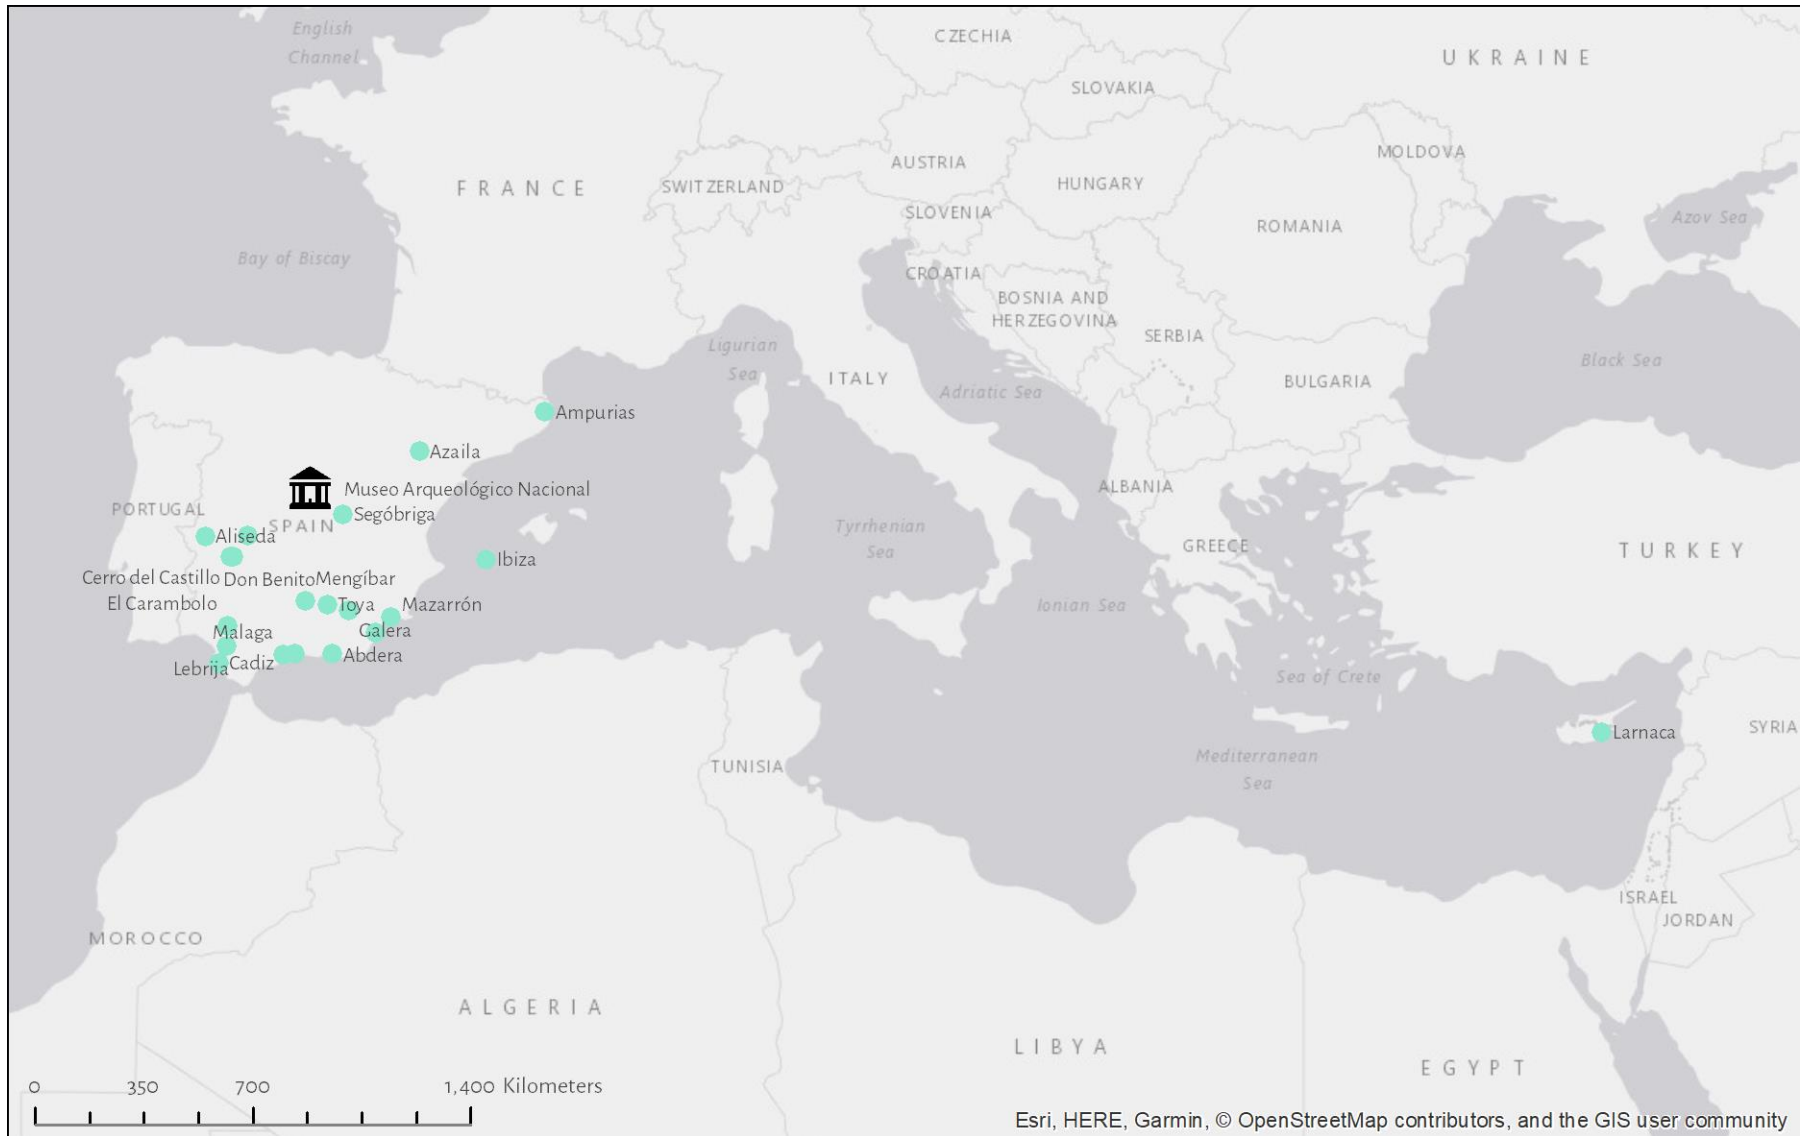 English
Channel
CZECHIA
UKRAINE
SLOVAKIA
MOLDOVA
AUSTRIA
FRANCE
SWITZERLAND
HUNGARY
SLOVENIA
Azov Sea
ROMANIA
Bay of Biscay
CROATIA
BOSNIA AND
HERZEGOVINA
SERBIA
Ligurian
Sea
Black Sea
ITALY
BULGARIA
Adriatic Sea
Ampurias
Azaila
Museo Arqueológico Nacional
ALBANIA
PORTUGAL
Segóbriga
SPAIN
Aliseda
Tyrrhenian
Sea
GREECE
TURKEY
Ibiza
Cerro del Castillo
Don Benito
Mengíbar
El Carambolo
Toya
Mazarrón
Ionian Sea
Malaga
Galera
Abdera
Lebrija
Cadiz
Sea of Crete
Larnaca
SYRIA
Mediterranean
Sea
TUNISIA
ISRAEL
JORDAN
MOROCCO
ALGERIA
LIBYA
EGYPT
0 350 700 1,400 Kilometers
Esri, HERE, Garmin, © OpenStreetMap contributors, and the GIS user community